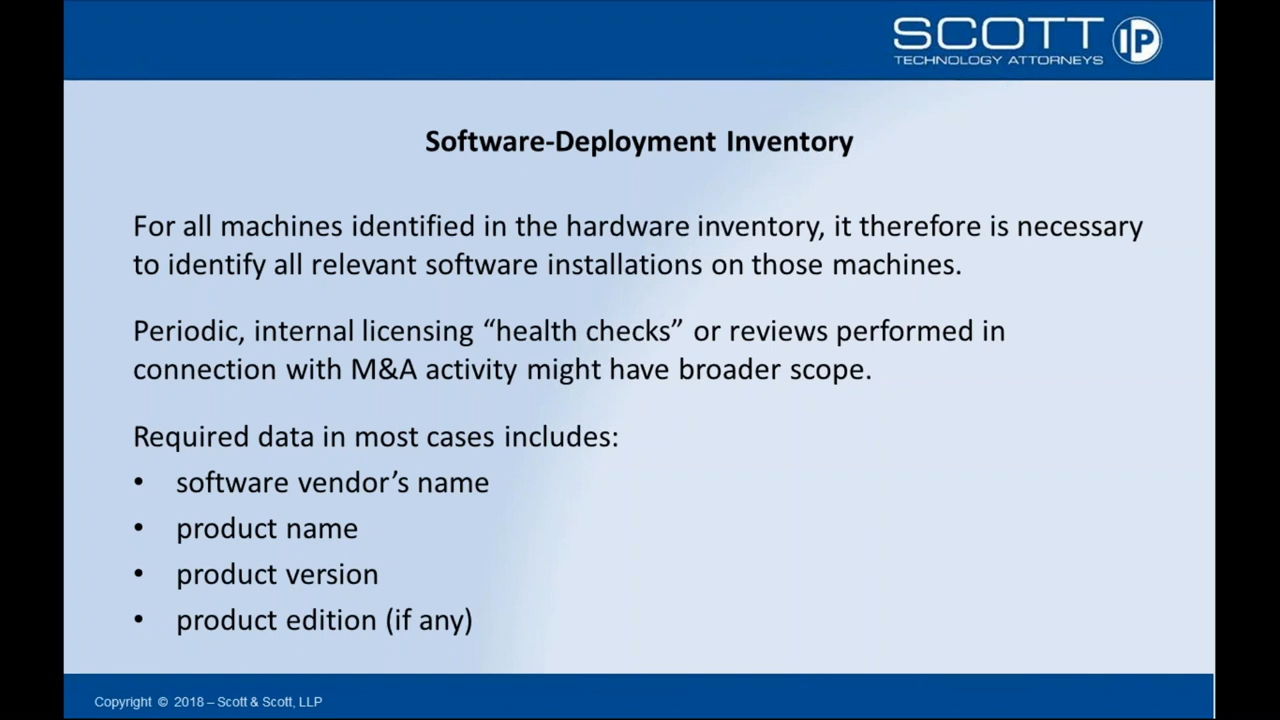 SCOTT IP
TECHNOLOGY ATTORNEYS
Software-Deployment Inventory
For all machines identified in the hardware inventory, it therefore is necessary
to identify all relevant software installations on those machines.
Periodic, internal licensing “health checks” or reviews performed in
connection with M&A activity might have broader scope.
Required data in most cases includes:
• software vendor’s name
• product name
• product version
• product edition (if any)
Copyright © 2018 – Scott & Scott, LLP